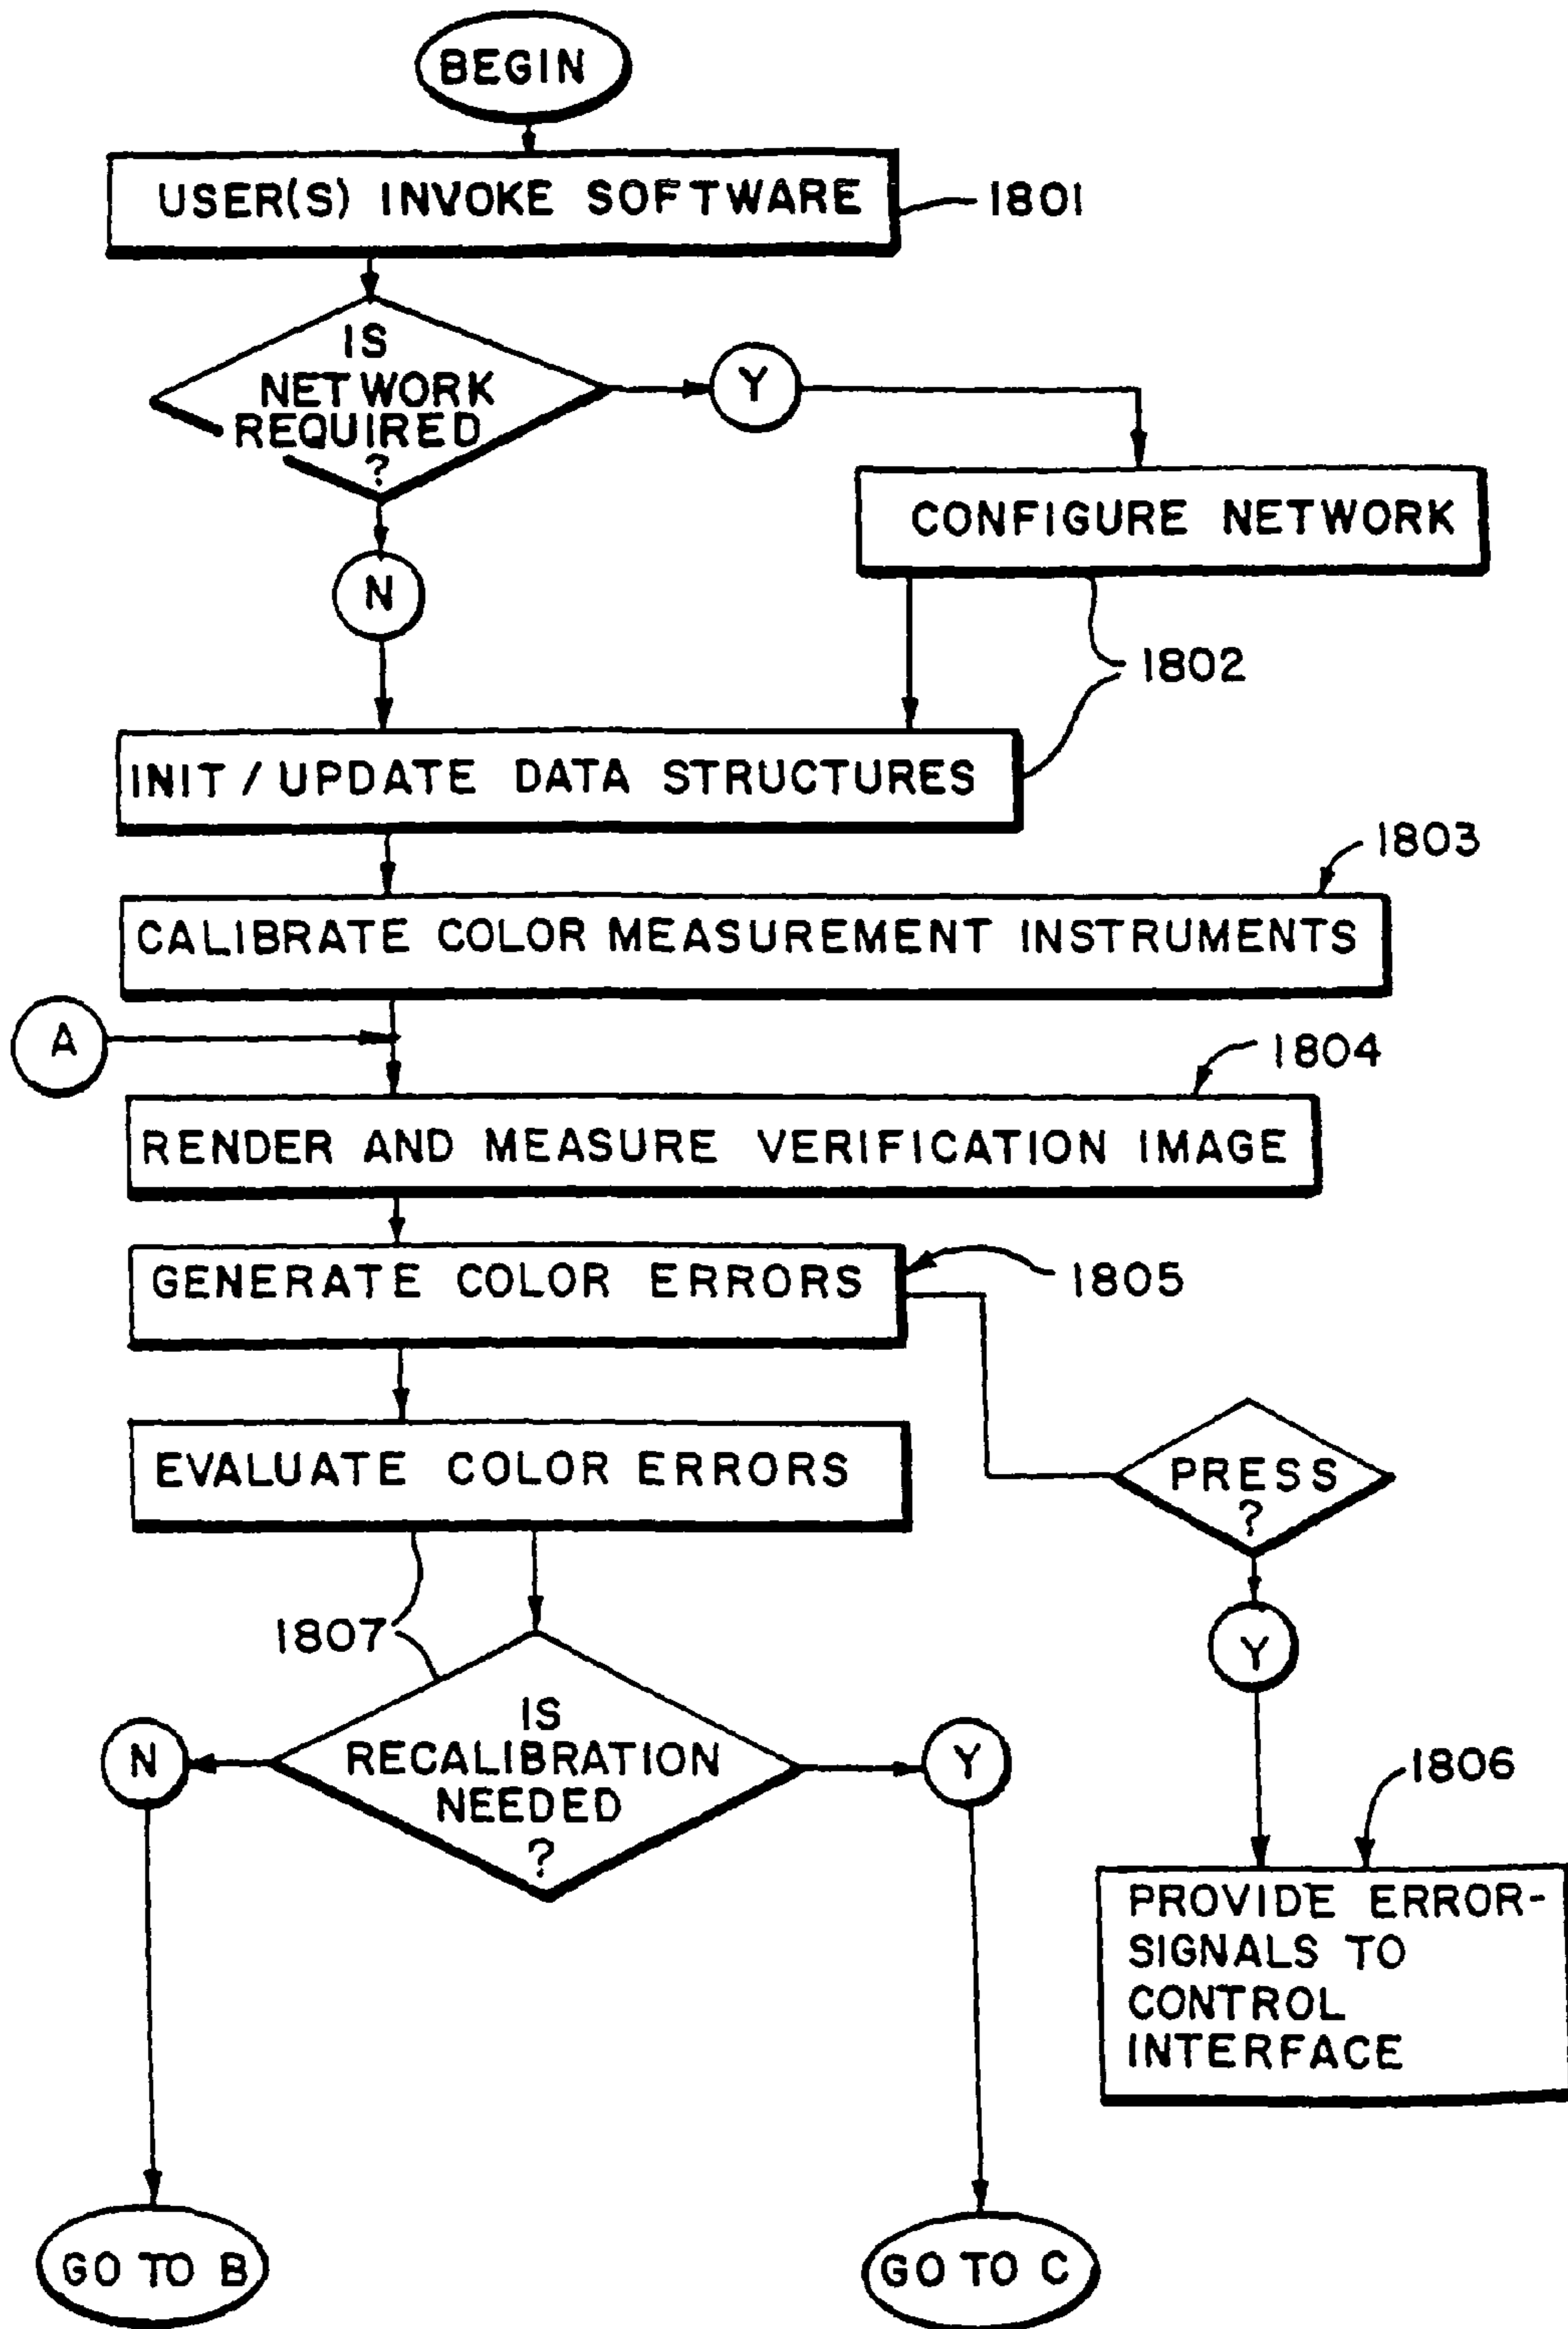 BEGIN
USER(S) INVOKE SOFTWARE
1801
IS
NETWORK
REQUIRED
?
Y
CONFIGURE NETWORK
N
1802
INIT / UPDATE DATA STRUCTURES
1803
CALIBRATE COLOR MEASUREMENT INSTRUMENTS
A
1804
RENDER AND MEASURE VERIFICATION IMAGE
GENERATE COLOR ERRORS
1805
EVALUATE COLOR ERRORS
PRESS
?
1807
Y
IS
RECALIBRATION
NEEDED
?
N
Y
1806
PROVIDE ERROR-
SIGNALS TO
CONTROL
INTERFACE
GO TO B
GO TO C